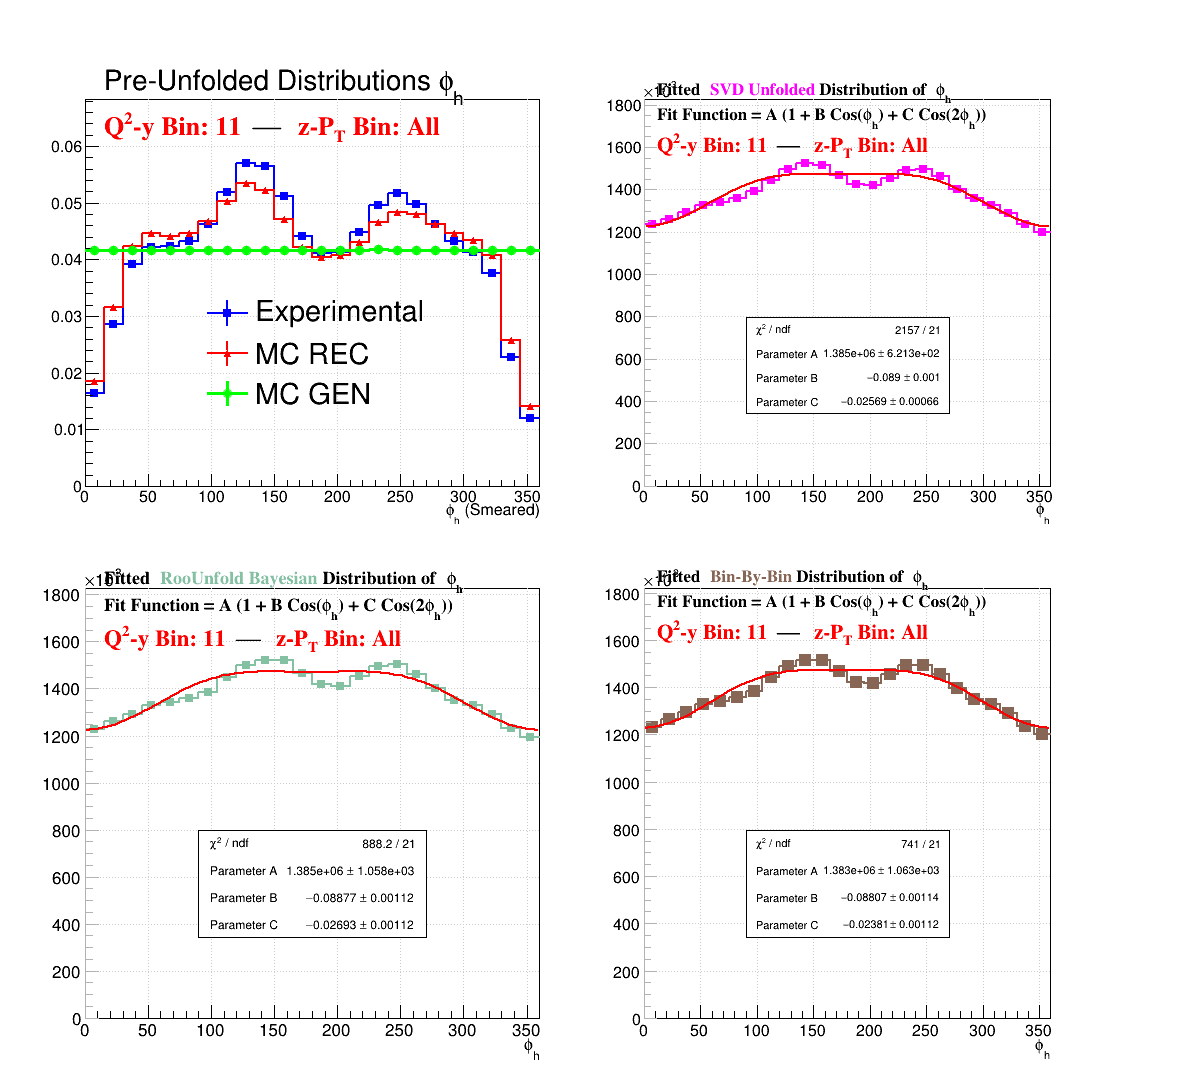 Pre-Unfolded Distributions ϕh
Q²-y Bin: 11 — z-PT Bin: All
0.06
0.05
0.04
0.03
0.02
0.01
0
Experimental
MC REC
MC GEN
0 50 100 150 200 250 300 350
ϕh (Smeared)
Fitted SVD Unfolded Distribution of ϕh
Fit Function = A (1 + B Cos(ϕh) + C Cos(2ϕh))
Q²-y Bin: 11 — z-PT Bin: All
1800
1600
1400
1200
1000
800
600
400
200
0
χ² / ndf 2157 / 21
Parameter A 1.385e+06 ± 6.213e+02
Parameter B −0.089 ± 0.001
Parameter C −0.02569 ± 0.00066
0 50 100 150 200 250 300 350
ϕh
Fitted RooUnfold Bayesian Distribution of ϕh
Fit Function = A (1 + B Cos(ϕh) + C Cos(2ϕh))
Q²-y Bin: 11 — z-PT Bin: All
1800
1600
1400
1200
1000
800
600
400
200
0
χ² / ndf 888.2 / 21
Parameter A 1.385e+06 ± 1.058e+03
Parameter B −0.08877 ± 0.00112
Parameter C −0.02693 ± 0.00112
0 50 100 150 200 250 300 350
ϕh
Fitted Bin-By-Bin Distribution of ϕh
Fit Function = A (1 + B Cos(ϕh) + C Cos(2ϕh))
Q²-y Bin: 11 — z-PT Bin: All
1800
1600
1400
1200
1000
800
600
400
200
0
χ² / ndf 741 / 21
Parameter A 1.383e+06 ± 1.063e+03
Parameter B −0.08807 ± 0.00114
Parameter C −0.02381 ± 0.00112
0 50 100 150 200 250 300 350
ϕh